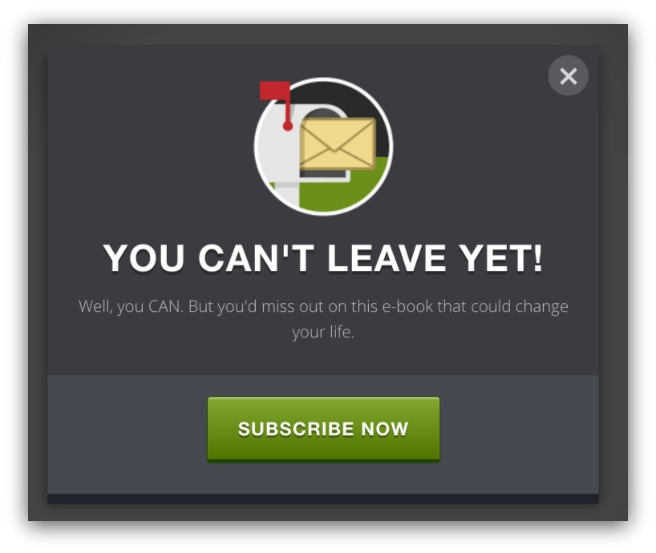 YOU CAN'T LEAVE YET!
Well, you CAN. But you'd miss out on this e-book that could change
your life.
SUBSCRIBE NOW